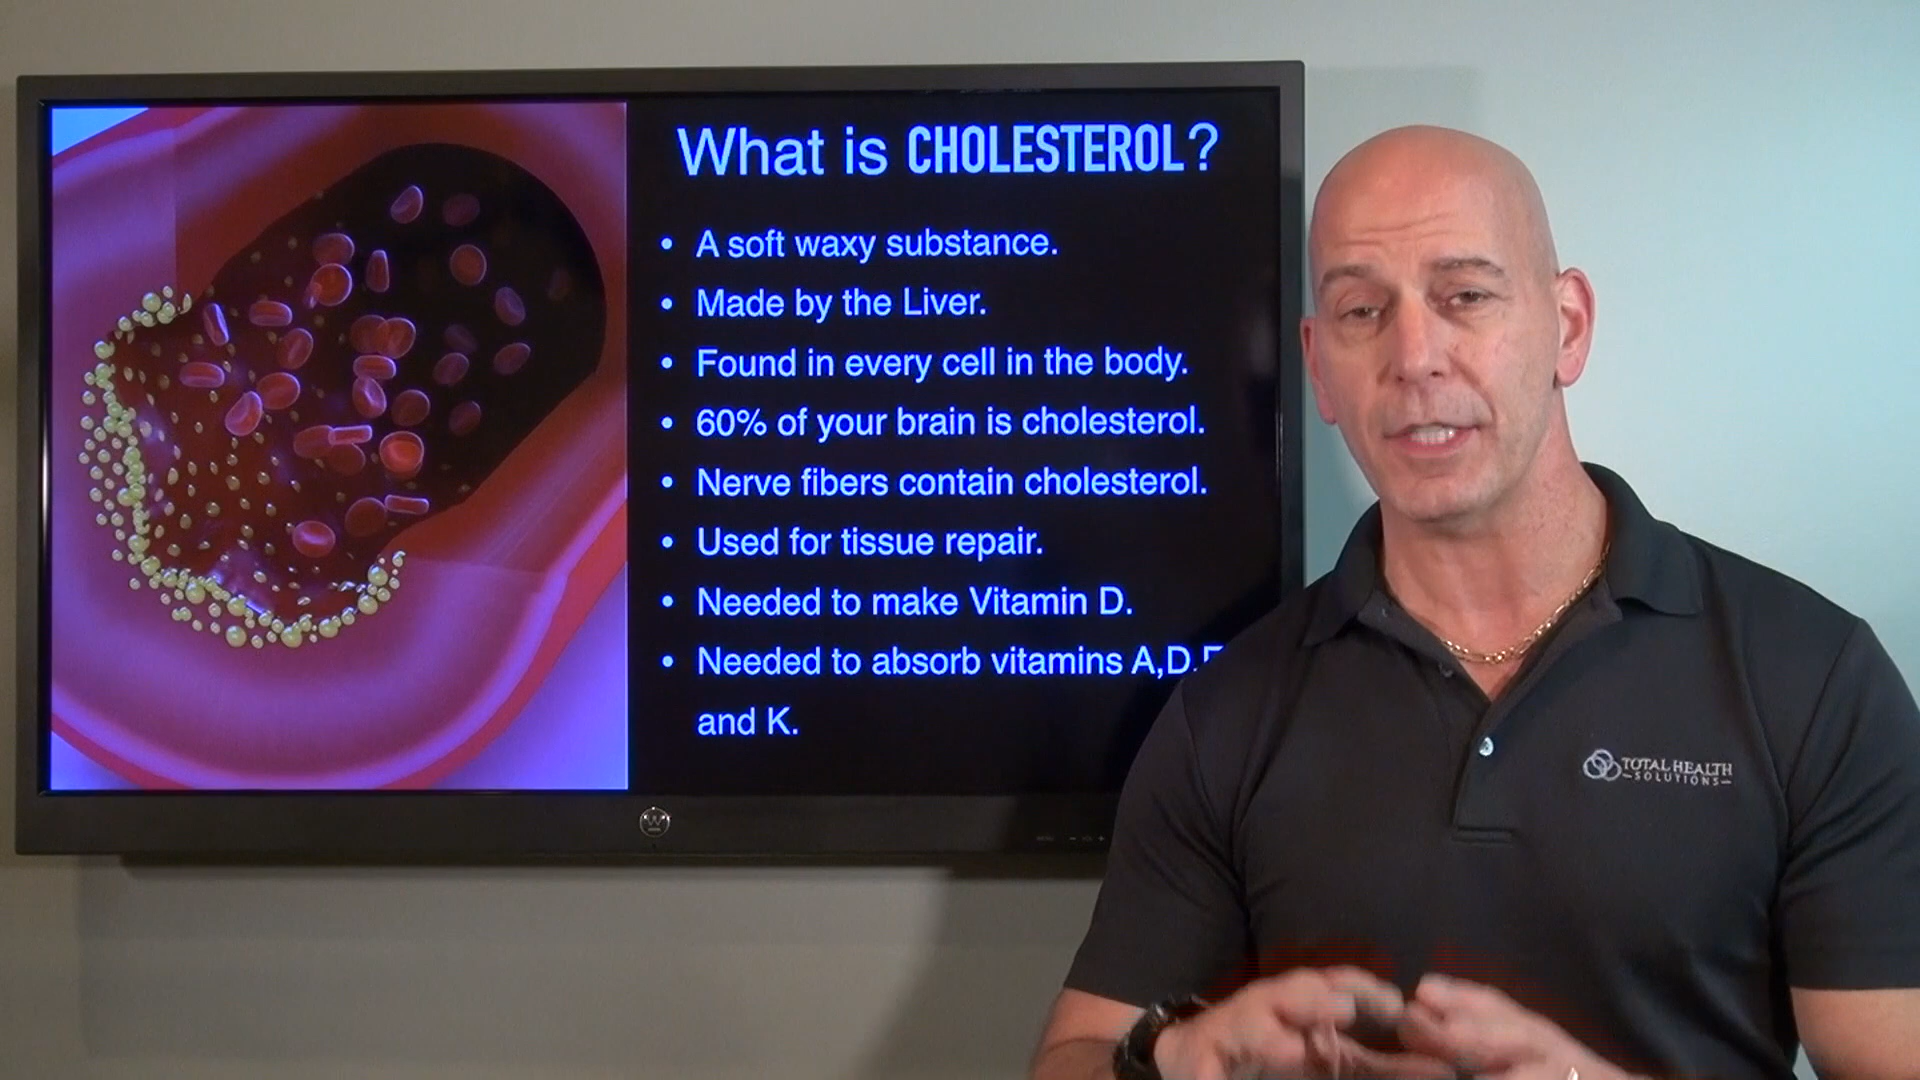 What is CHOLESTEROL?
• A soft waxy substance.
• Made by the Liver.
• Found in every cell in the body.
• 60% of your brain is cholesterol.
• Nerve fibers contain cholesterol.
• Used for tissue repair.
• Needed to make Vitamin D.
• Needed to absorb vitamins A,D,
and K.
TOTAL HEALTH
SOLUTIONS